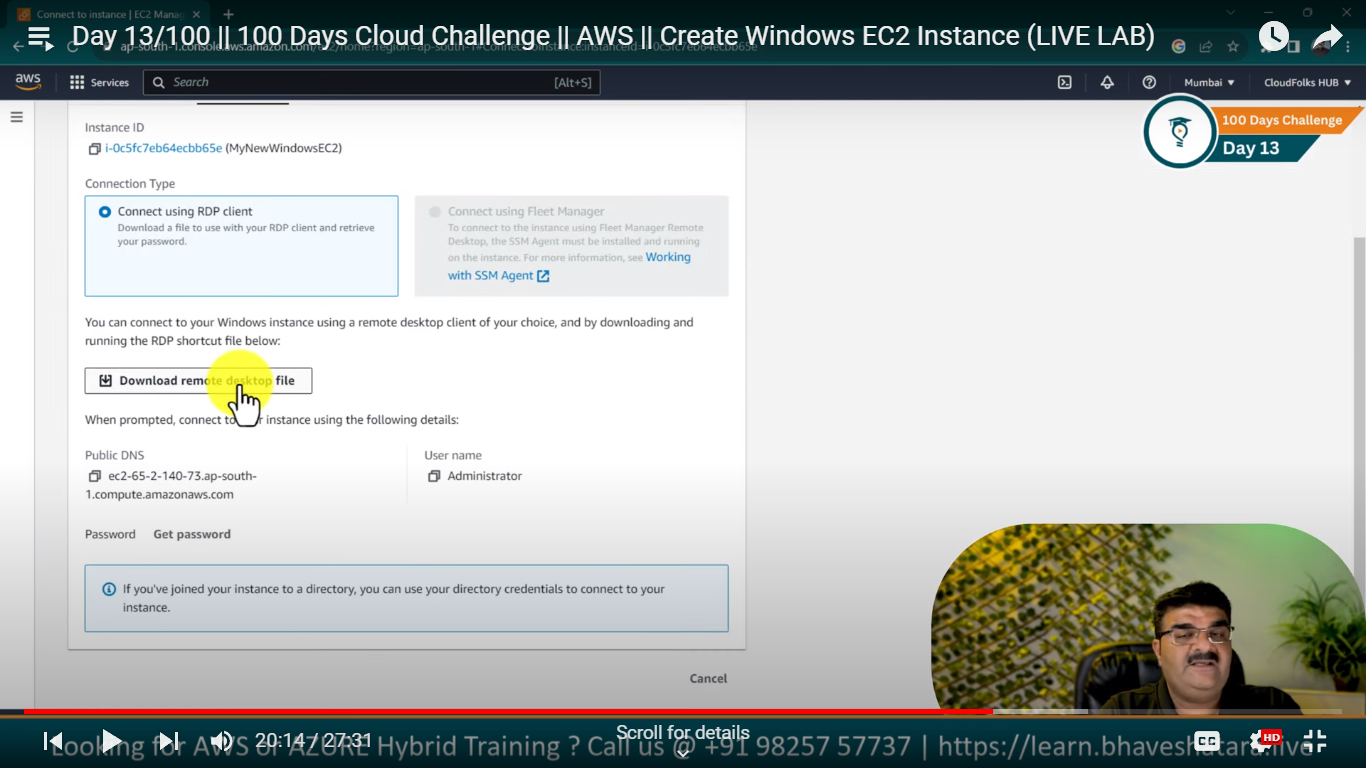 Connect to instance | EC2 Manag
Day 13/100 || 100 Days Cloud Challenge || AWS || Create Windows EC2 Instance (LIVE LAB)
aws
Services
Search
[Alt+S]
Mumbai
CloudFolks HUB
100 Days Challenge
Day 13
Instance ID
i-0c5fc7eb64ecbb65e (MyNewWindowsEC2)
Connection Type
Connect using RDP client
Download a file to use with your RDP client and retrieve
your password.
Connect using Fleet Manager
To connect to the instance using Fleet Manager Remote
Desktop, the SSM Agent must be installed and running
on the instance. For more information, see Working
with SSM Agent
You can connect to your Windows instance using a remote desktop client of your choice, and by downloading and
running the RDP shortcut file below:
Download remote desktop file
When prompted, connect to instance using the following details:
Public DNS
ec2-65-2-140-73.ap-south-
1.compute.amazonaws.com
User name
Administrator
Password Get password
If you've joined your instance to a directory, you can use your directory credentials to connect to your
instance.
Cancel
Scroll for details
20:14 / 27:31
Looking for AWS or AZURE Hybrid Training ? Call us +91 98257 57737 |
CC
HD